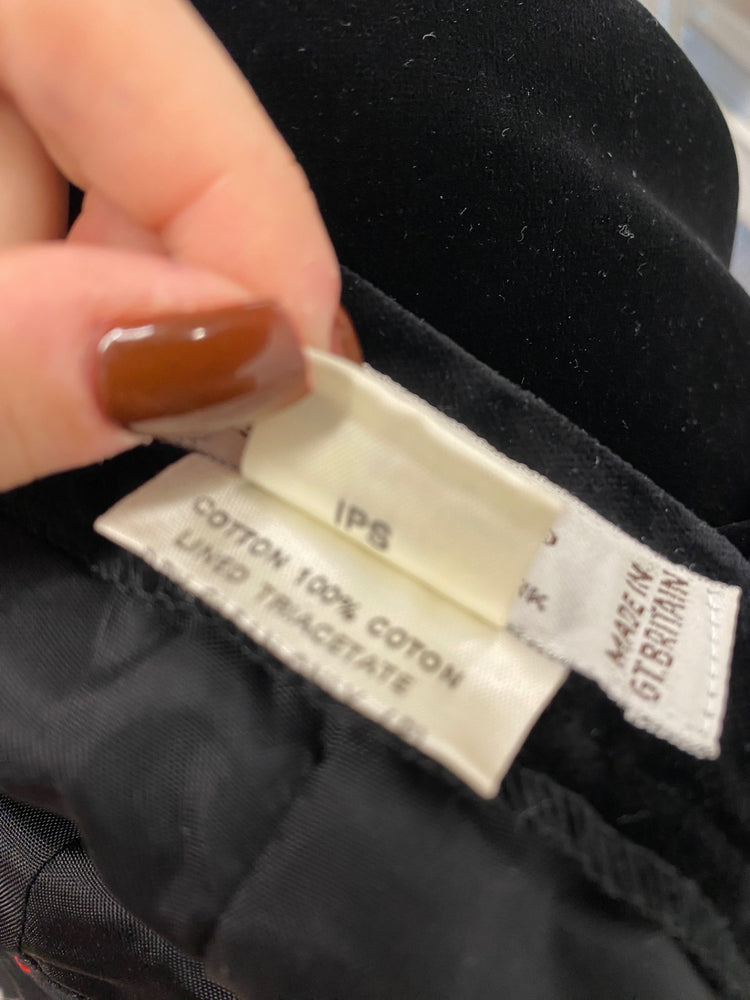 IPS
COTTON 100% COTON
LINED TRIACETATE
MADE IN
GT.BRITAIN